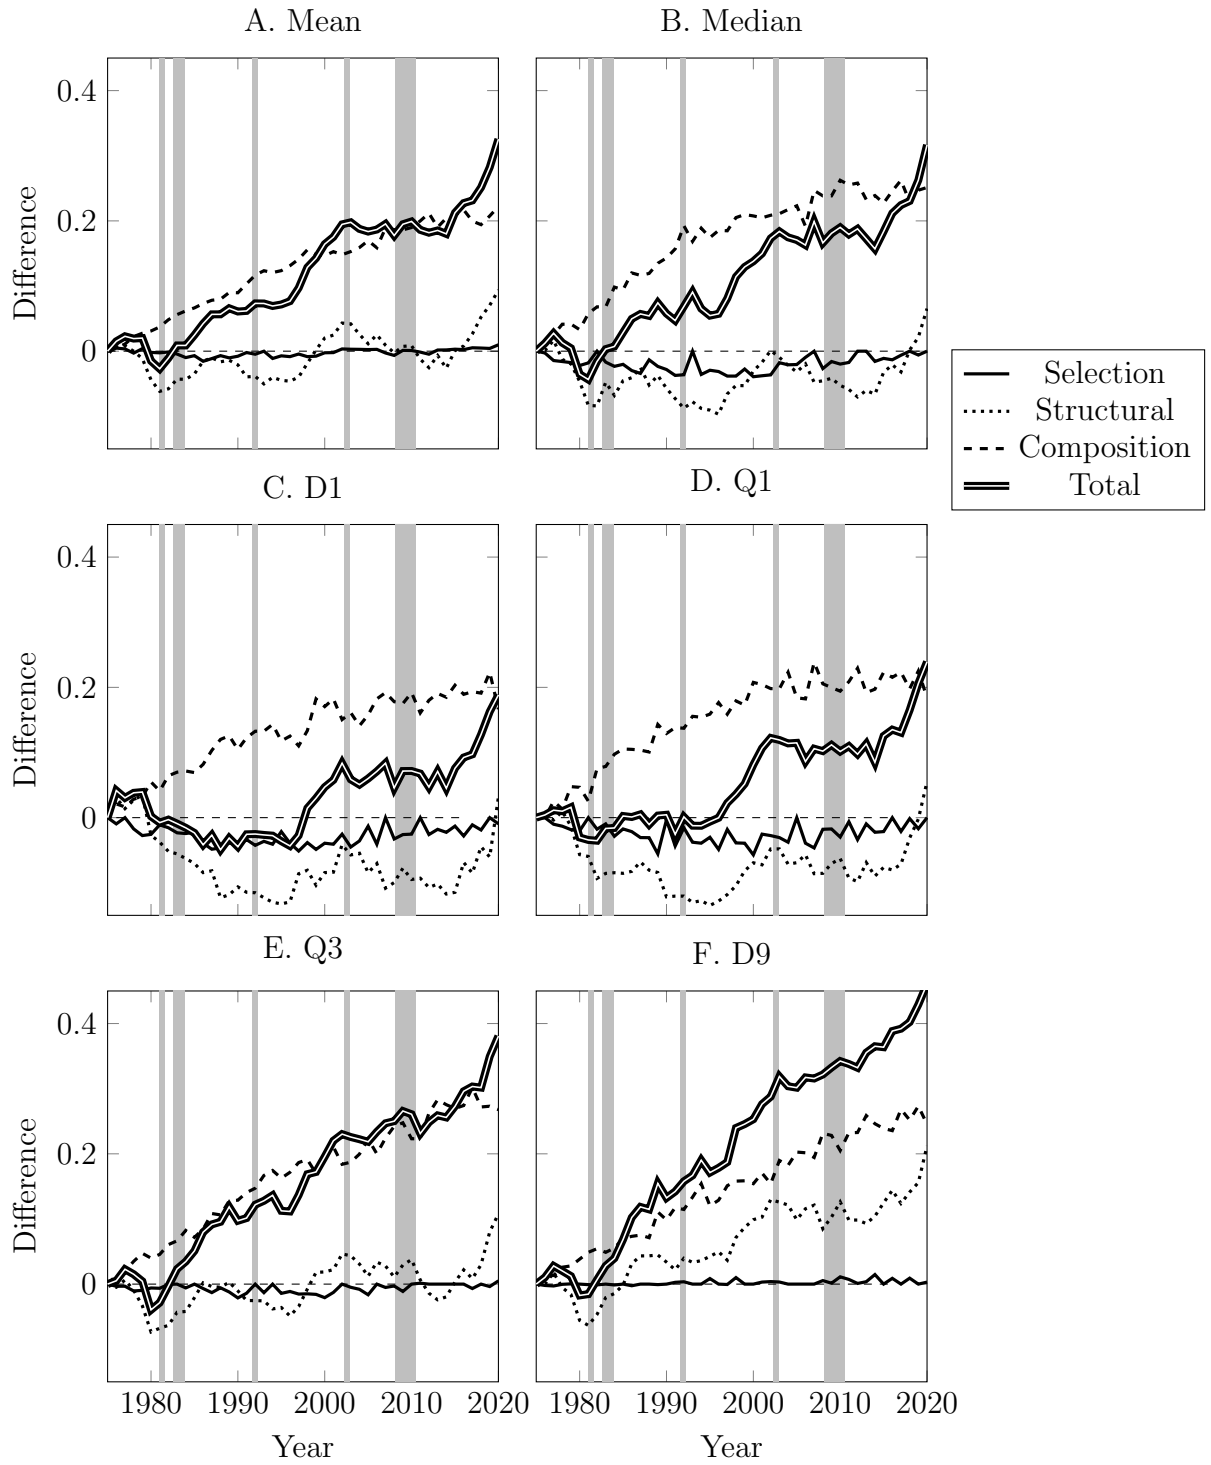 A. Mean
B. Median
0.4
0.2
0
Difference
Selection
Structural
Composition
Total
C. D1
D. Q1
0.4
0.2
0
Difference
E. Q3
F. D9
0.4
0.2
0
Difference
1980 1990 2000 2010 2020
1980 1990 2000 2010 2020
Year
Year